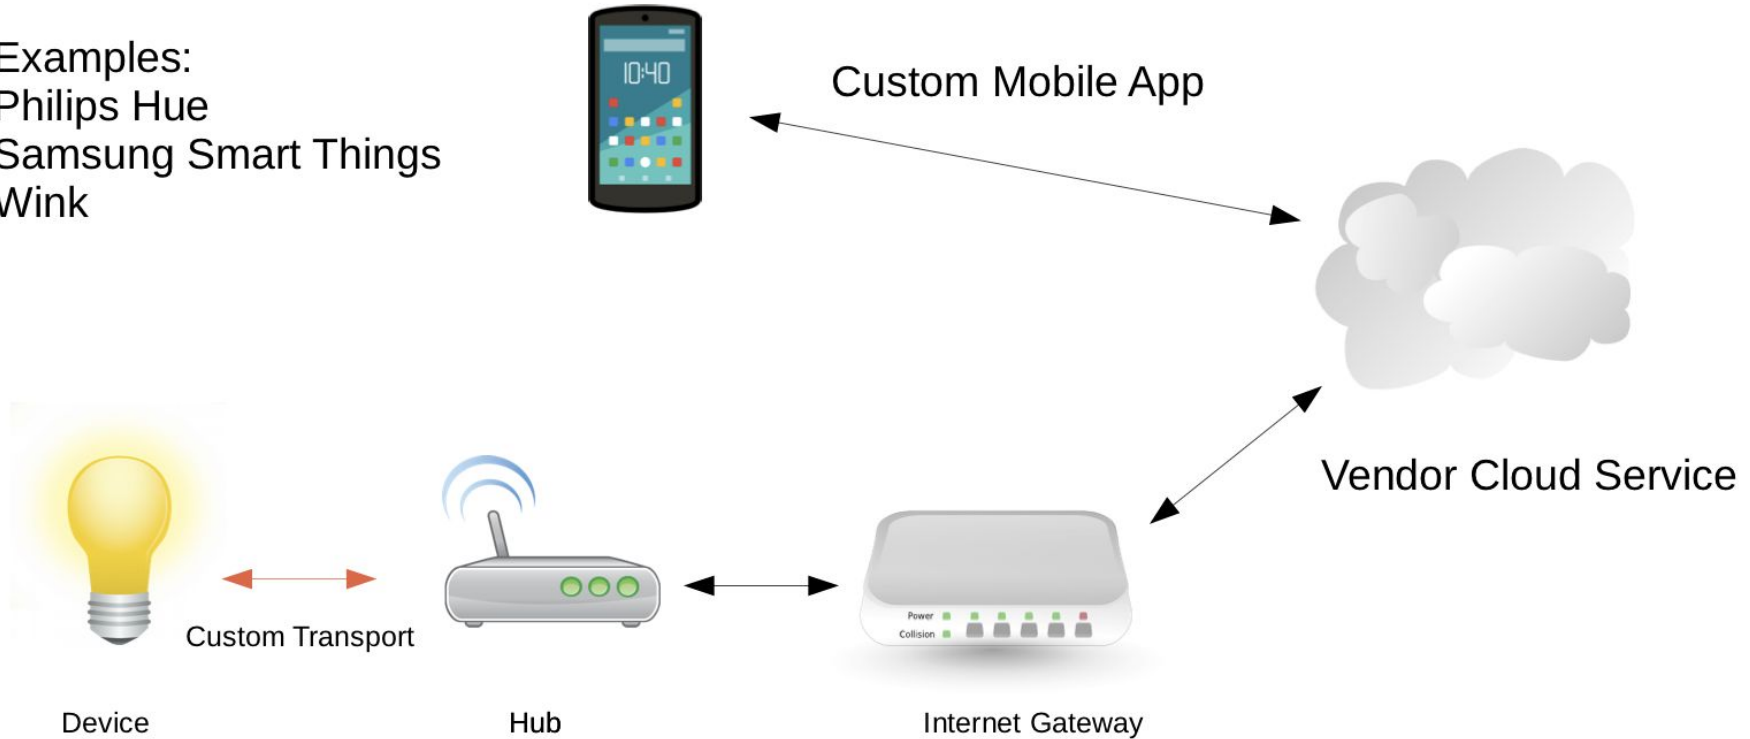 Examples:
Philips Hue
Samsung Smart Things
Wink
10:40
Custom Mobile App
Vendor Cloud Service
Power
Collision
Custom Transport
Device
Hub
Internet Gateway